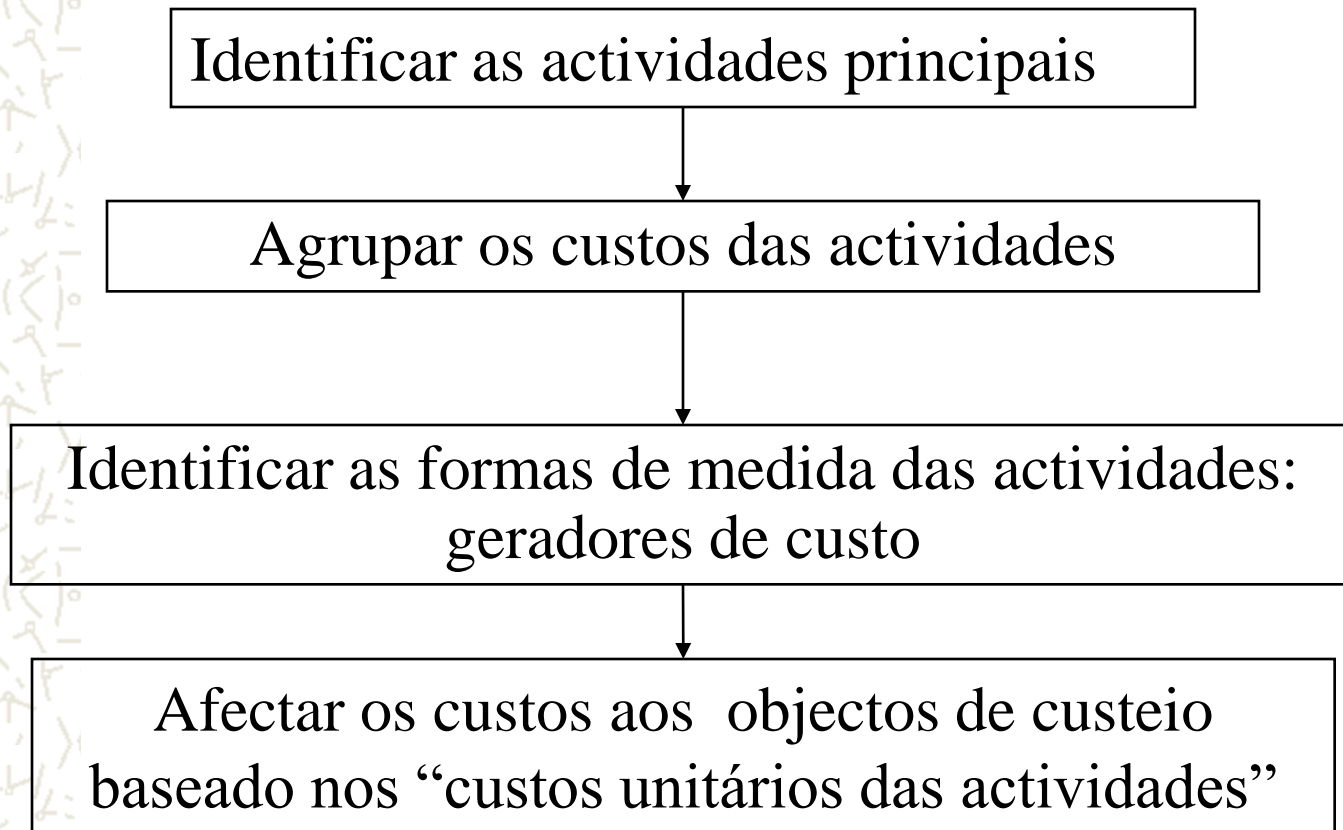 Identificar as actividades principais
Agrupar os custos das actividades
Identificar as formas de medida das actividades:
geradores de custo
Afectar os custos aos objectos de custeio
baseado nos “custos unitários das actividades”